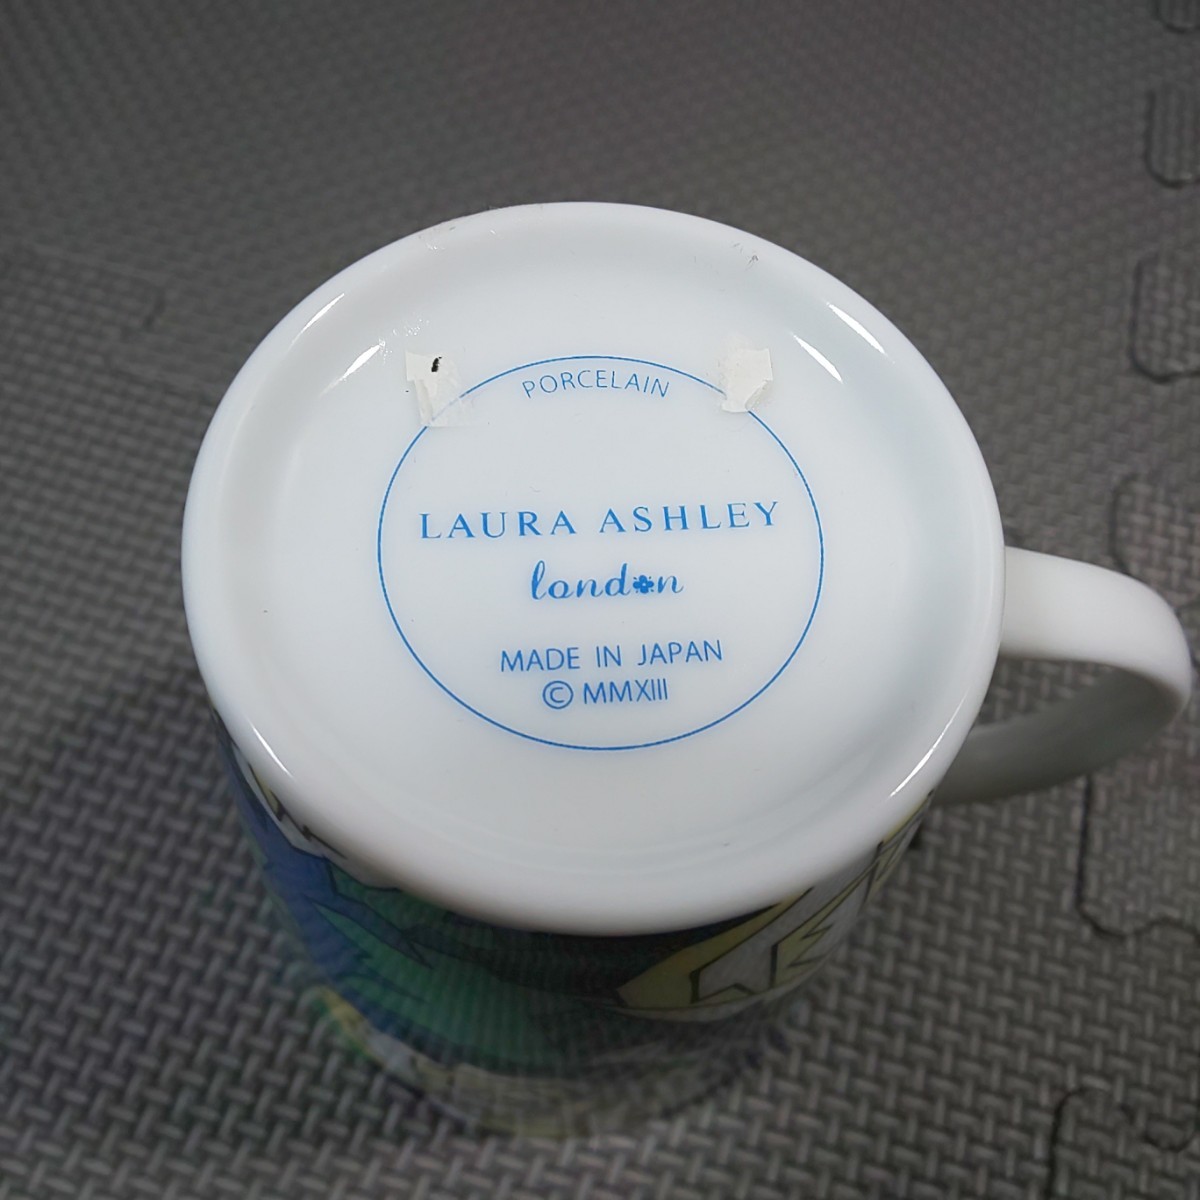 PORCELAIN
LAURA ASHLEY
london
MADE IN JAPAN
© MMXIII